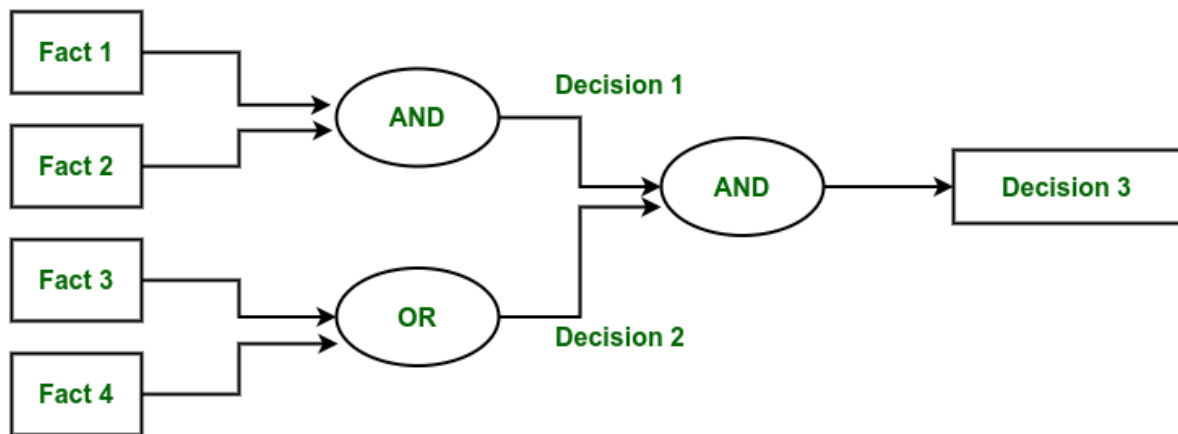 Fact 1
Fact 2
Fact 3
Fact 4
AND
OR
Decision 1
Decision 2
AND
Decision 3